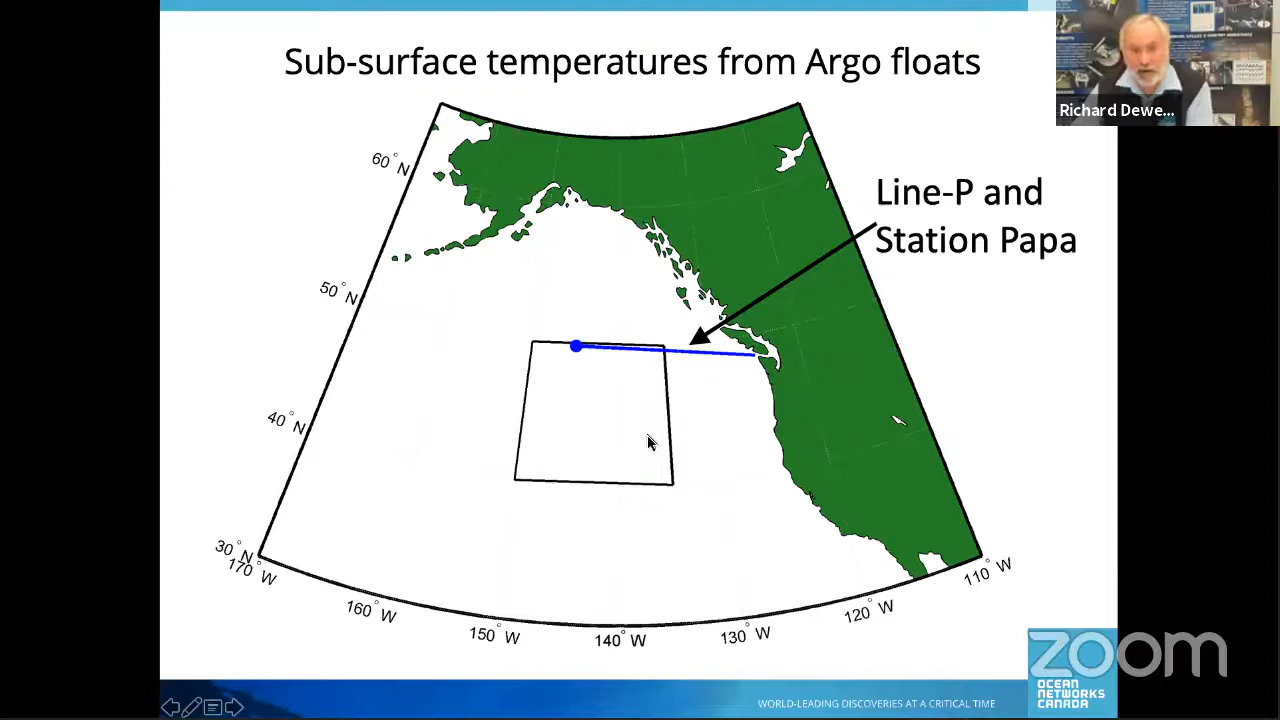 Sub-surface temperatures from Argo floats
Richard Dewe...
60°N
Line-P and
Station Papa
50°N
40°N
30°N
170°W
160°W
150°W
140°W
130°W
120°W
110°W
zoom
OCEAN
NETWORKS
CANADA
WORLD-LEADING DISCOVERIES AT A CRITICAL TIME